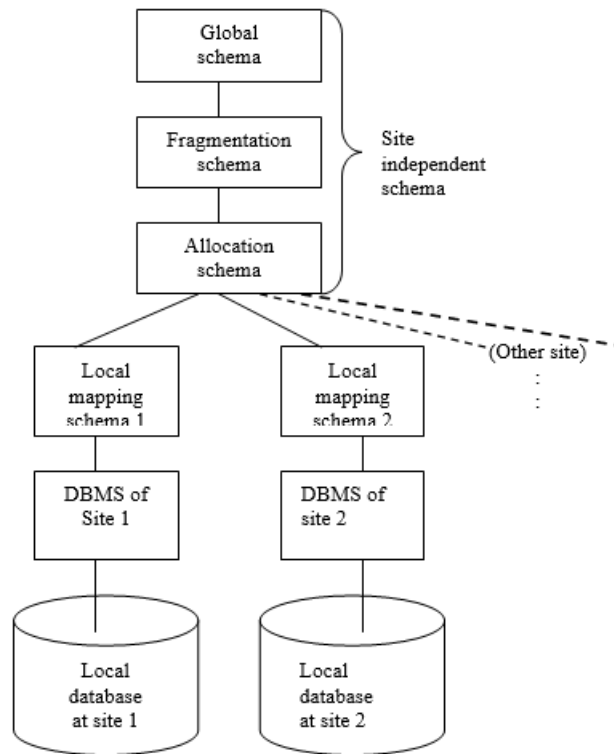 Global
schema
Fragmentation
schema
Site
independent
schema
Allocation
schema
(Other site)
Local
mapping
schema 1
Local
mapping
schema 2
DBMS of
Site 1
DBMS of
site 2
Local
database
at site 1
Local
database
at site 2